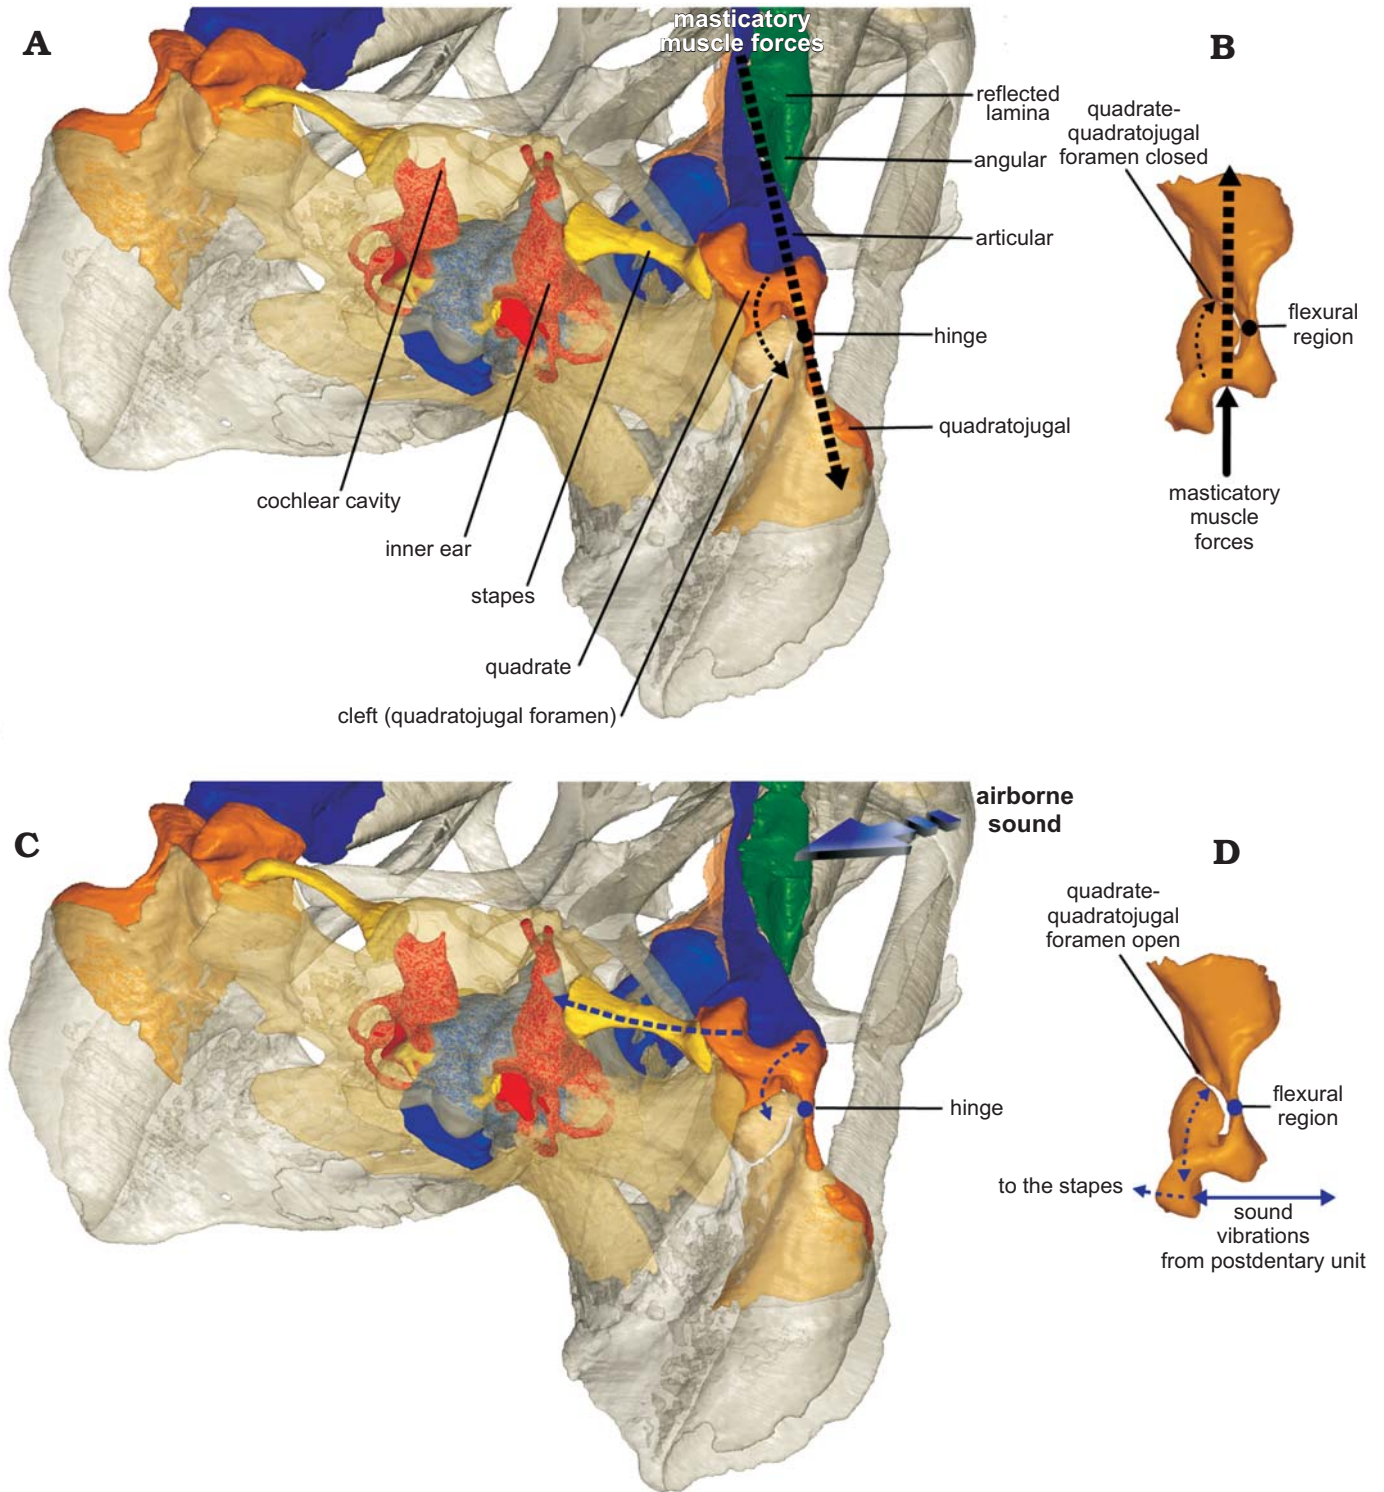 A
masticatory
muscle forces
reflected
lamina
angular
articular
hinge
quadratojugal
cochlear cavity
inner ear
stapes
quadrate
cleft (quadratojugal foramen)
B
quadrate-
quadratojugal
foramen closed
flexural
region
masticatory
muscle
forces
C
airborne
sound
hinge
D
quadrate-
quadratojugal
foramen open
flexural
region
to the stapes
sound
vibrations
from postdentary unit